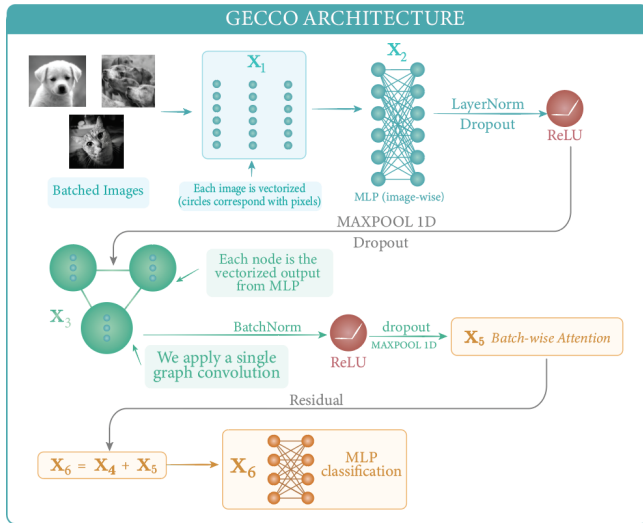 GECCO ARCHITECTURE
X1
X2
LayerNorm
Dropout
ReLU
Batched Images
Each image is vectorized
(circles correspond with pixels)
MLP (image-wise)
MAXPOOL 1D
Dropout
Each node is the
vectorized output
from MLP
X3
BatchNorm
ReLU
dropout
MAXPOOL 1D
X5 Batch-wise Attention
We apply a single
graph convolution
Residual
X6 = X4 + X5
X6
MLP
classification